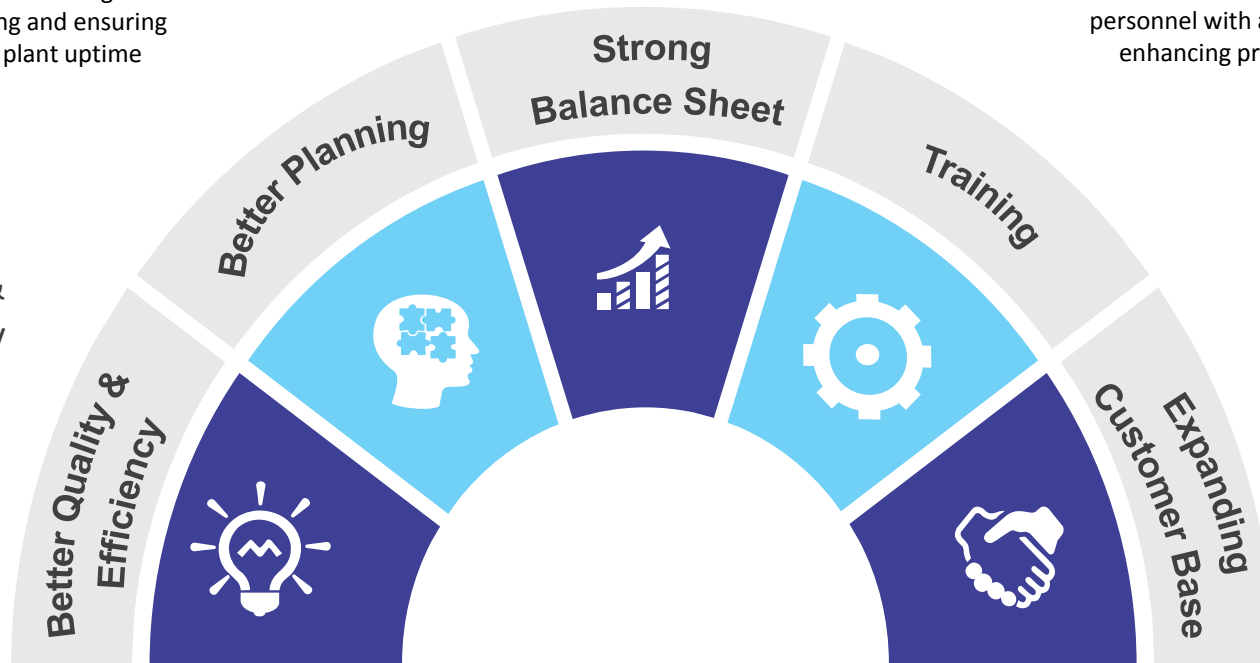 ng and ensuring
plant uptime
personnel with a
enhancing pr
&
Better Quality &
Efficiency
Better Planning
Strong
Balance Sheet
Training
Expanding
Customer Base